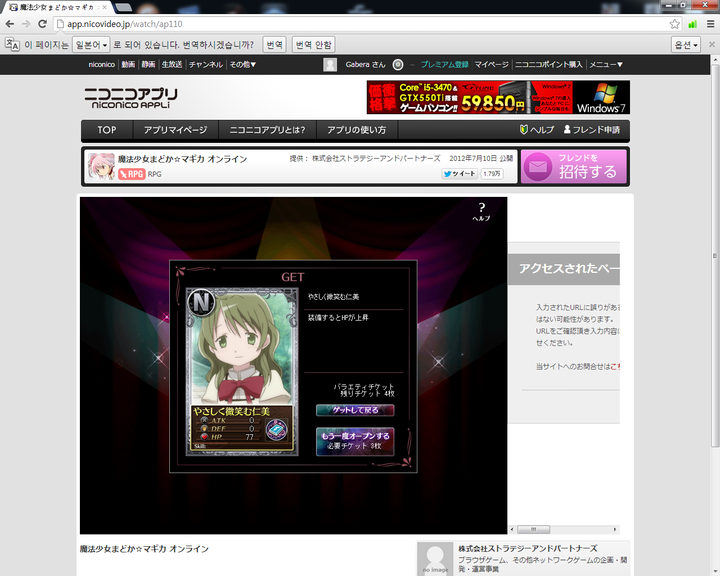 魔法少女まどか☆マギカ
app.nicovideo.jp/watch/ap110
이 페이지는 일본어 로 되어 있습니다. 번역하시겠습니까? 번역 번역 안함 옵션
niconico 動画 静画 生放送 チャンネル その他▼ Gabera さん プレミアム登録 マイページ ニコニコポイント購入 メニュー▼
ニコニコアプリ
niconico APPLi
Core i5-3470&
GTX550Ti搭載
ゲームパソコン!! 59,850円
Windows 7
TOP アプリマイページ ニコニコアプリとは? アプリの使い方 ヘルプ フレンド申請
魔法少女まどか☆マギカ オンライン 提供： 株式会社ストラテジーアンドパートナーズ 2012年7月10日 公開
RPG RPG ツイート 1.79万
フレンドを
招待する
?
ヘルプ
GET
N
やさしく微笑む仁美
装備するとHPが上昇
バラエティチケット
残りチケット 4枚
ゲットして戻る
もう一度オープンする
必要チケット 3枚
やさしく微笑む仁美
ATK 0
DEF 0
HP 77
アクセスされたペー
入力されたURLに誤りがある
はない可能性があります。
URLをご確認頂き入力内容に
せください。
当サイトへのお問合せはこち
魔法少女まどか☆マギカ オンライン
no image
株式会社ストラテジーアンドパートナーズ
ブラウザゲーム、その他ネットワークゲームの企画・開
発・運営事業